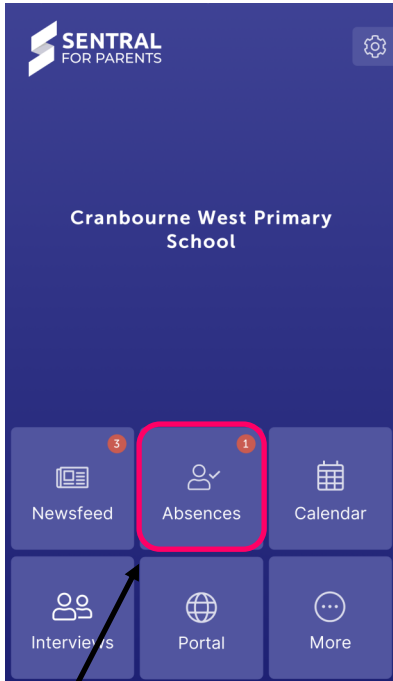 SENTRAL
FOR PARENTS
Cranbourne West Primary
School
3
1
Newsfeed
Absences
Calendar
Interviews
Portal
More